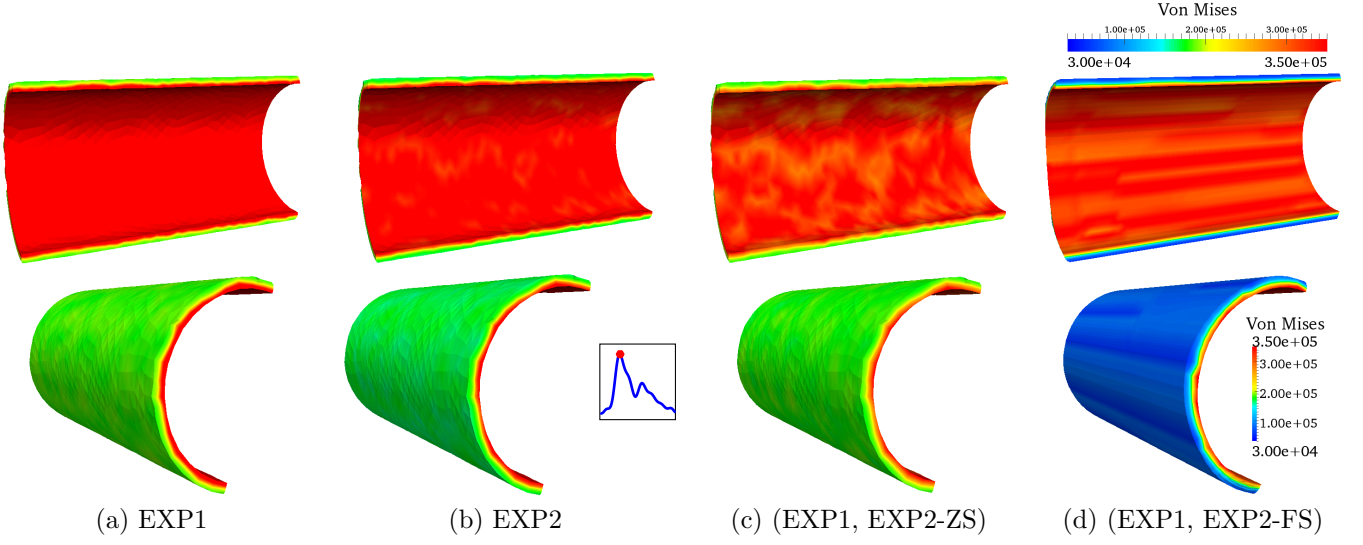 Von Mises
1.00e+05 2.00e+05 3.00e+05
3.00e+04 3.50e+05
Von Mises
3.50e+05
3.00e+05
2.00e+05
1.00e+05
3.00e+04
(a) EXP1 (b) EXP2 (c) (EXP1, EXP2-ZS) (d) (EXP1, EXP2-FS)